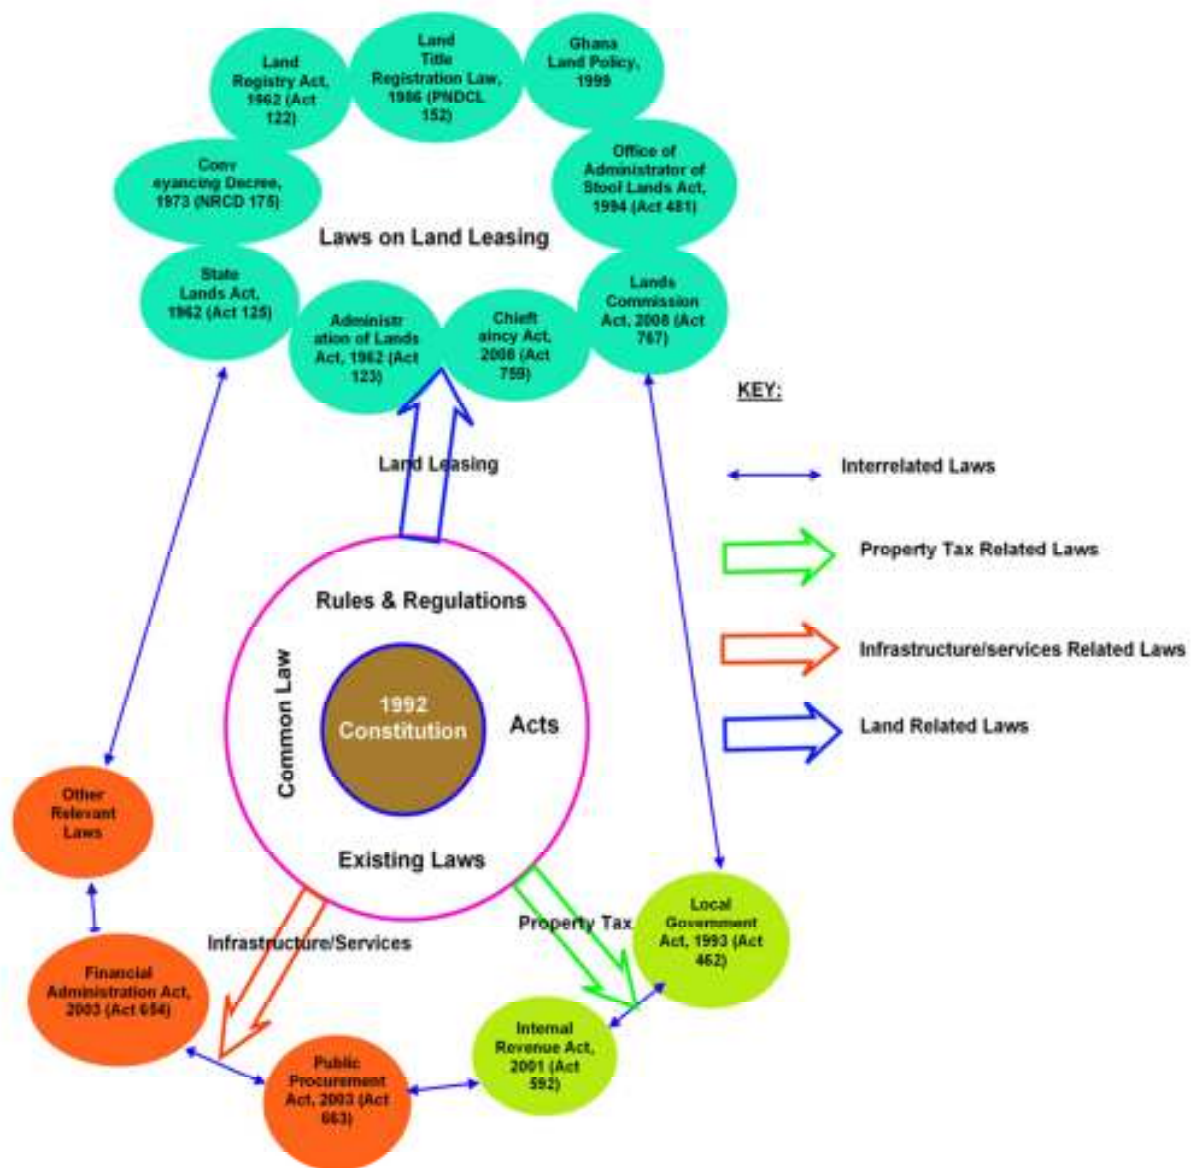 Land
Registry Act,
1962 (Act
122)
Land
Title
Registration Law,
1986 (PNDCL
152)
Ghana
Land Policy,
1999
Conv
eyancing Decree,
1973 (NRCD 175)
Office of
Administrator of
Stool Lands Act,
1994 (Act 481)
Laws on Land Leasing
State
Lands Act,
1962 (Act 125)
Administr
ation of Lands
Act, 1962 (Act
123)
Chieft
aincy Act,
2008 (Act
759)
Lands
Commission
Act, 2008 (Act
767)
KEY:
Interrelated Laws
Property Tax Related Laws
Infrastructure/services Related Laws
Land Related Laws
Land Leasing
Rules & Regulations
Common Law
1992
Constitution
Acts
Existing Laws
Other
Relevant
Laws
Infrastructure/Services
Property Tax
Local
Government
Act, 1993 (Act
462)
Financial
Administration Act,
2003 (Act 654)
Public
Procurement
Act, 2003 (Act
663)
Internal
Revenue Act,
2001 (Act
592)